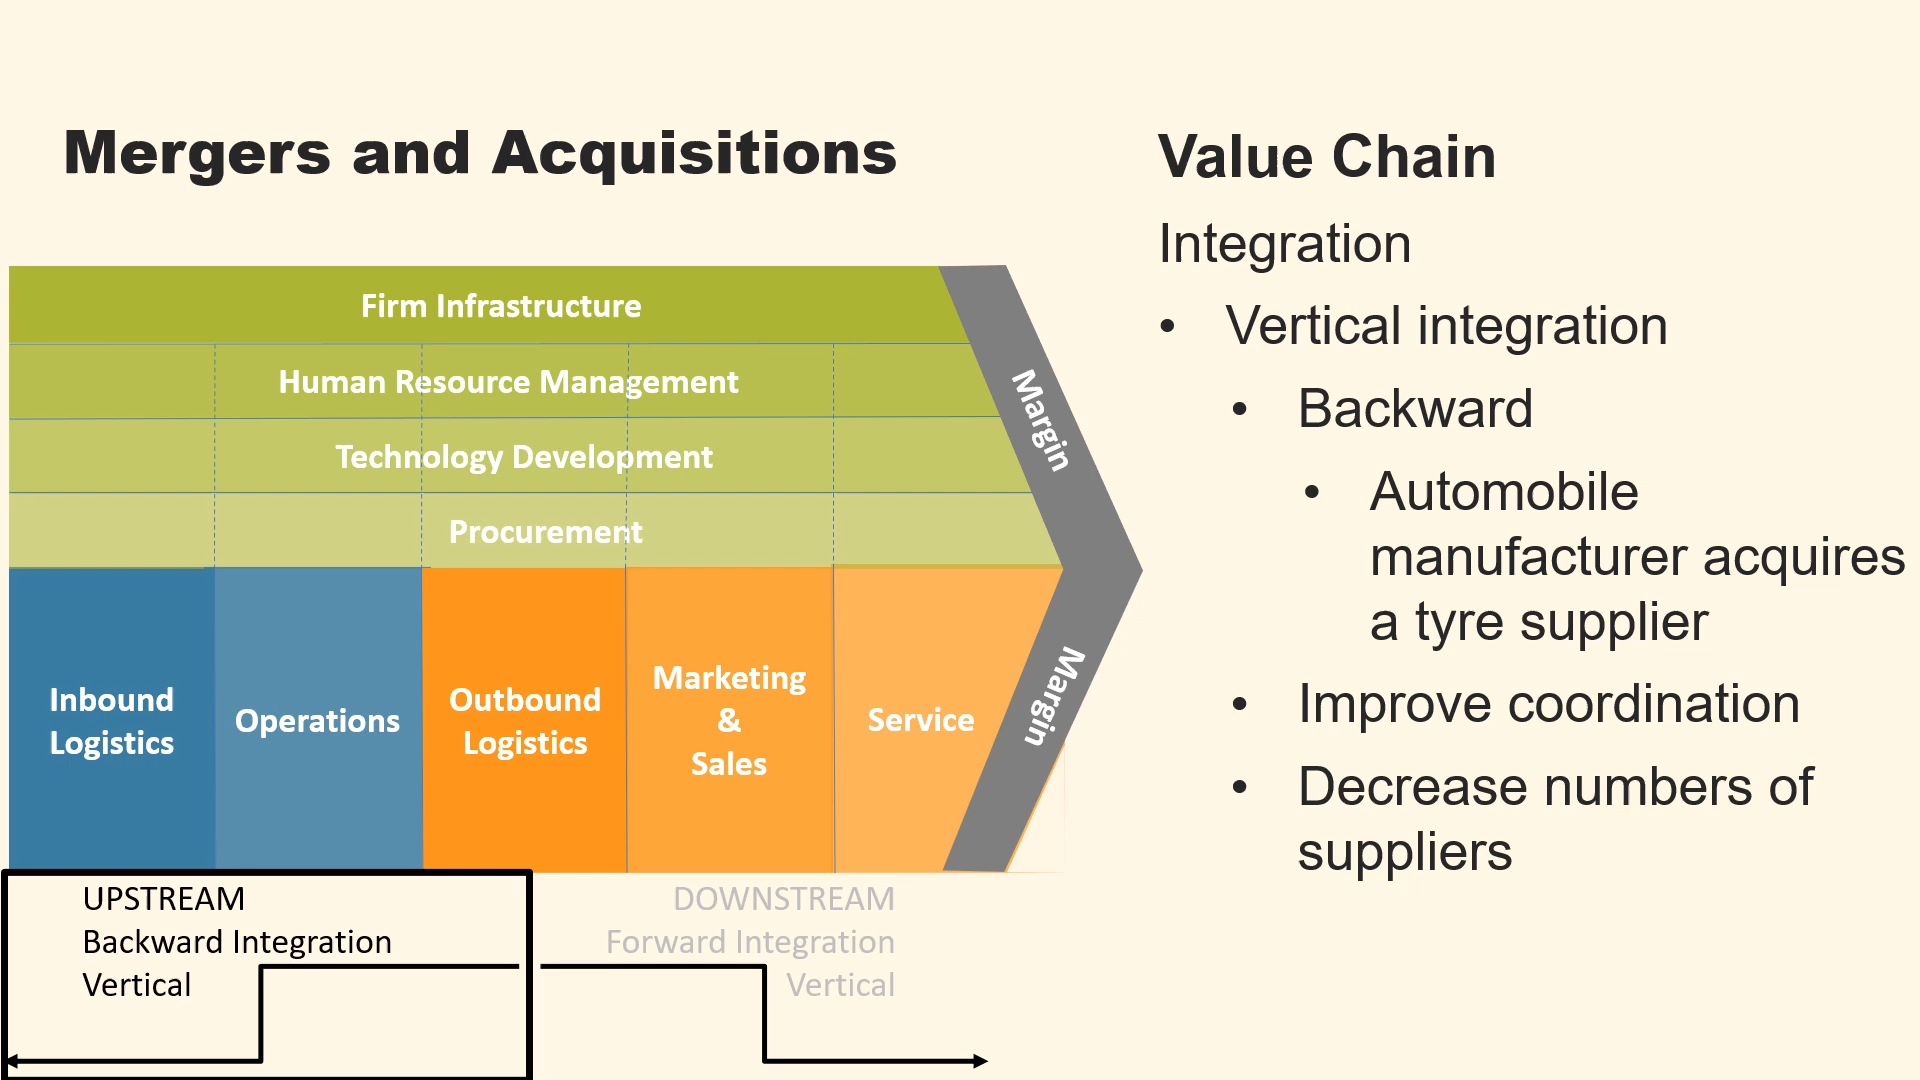 Mergers and Acquisitions
Firm Infrastructure
Human Resource Management
Technology Development
Procurement
Margin
Inbound
Logistics
Operations
Outbound
Logistics
Marketing
&
Sales
Service
Margin
UPSTREAM
Backward Integration
Vertical
DOWNSTREAM
Forward Integration
Vertical
Value Chain
Integration
• Vertical integration
• Backward
• Automobile
manufacturer acquires
a tyre supplier
• Improve coordination
• Decrease numbers of
suppliers